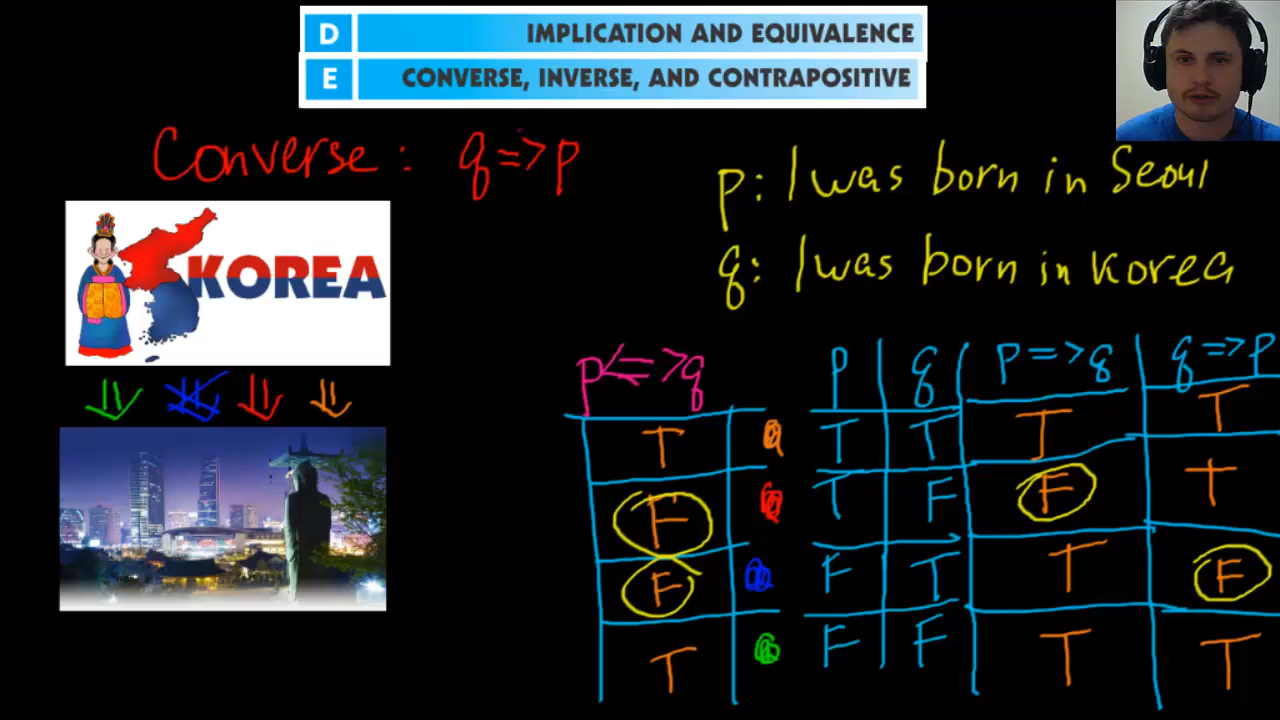 D IMPLICATION AND EQUIVALENCE
E CONVERSE, INVERSE, AND CONTRAPOSITIVE
Converse: q=>p
p: I was born in Seoul
q: I was born in Korea
KOREA
p<=>q p q p=>q q=>p
T T T T T
F T F F T
F F T T F
T F F T T